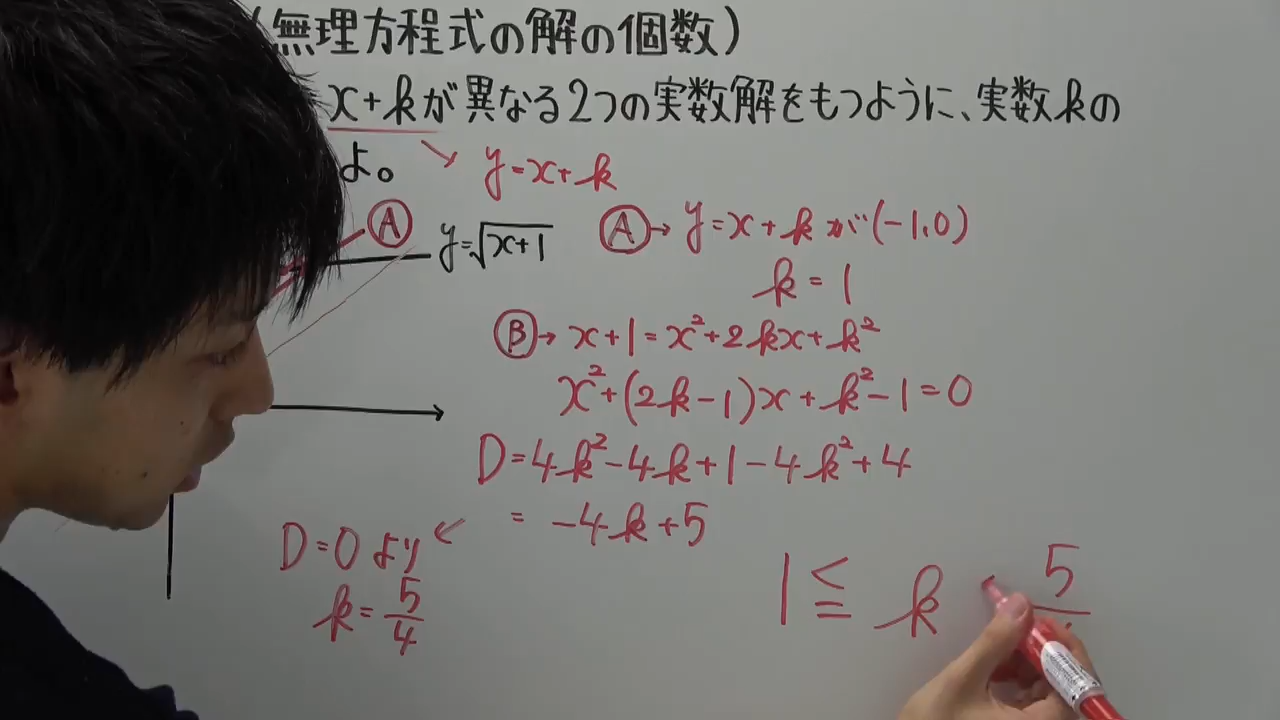 (無理方程式の解の個数)
x+kが異なる2つの実数解をもつように、実数kの
よ。
y=x+k
Ⓐ
y=√x+1
Ⓐ→ y=x+kが(-1,0)
k=1
Ⓑ→ x+1=x²+2kx+k²
x²+(2k-1)x+k²-1=0
D=4k²-4k+1-4k²+4
= -4k+5
D=0より
k=5/4
1≦k 5